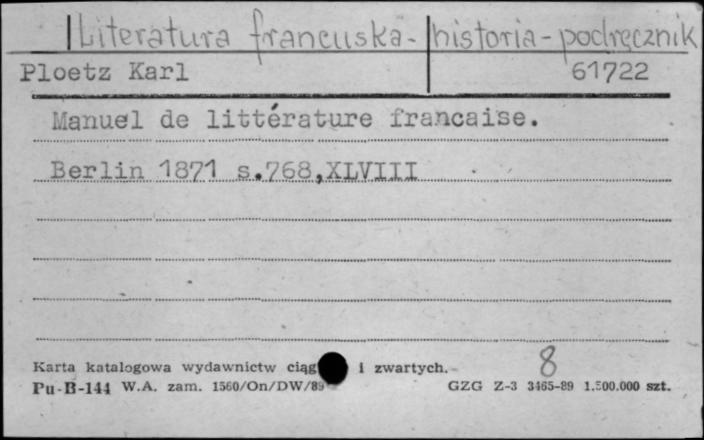 Literatura francuska - historia - podręcznik
Ploetz Karl 61722
Manuel de littérature francaise.
Berlin 1871 s.768,XLVIII
8
Karta katalogowa wydawnictw ciąg i zwartych.
Pu-B-144 W.A. zam. 1560/On/DW/89 GZG Z-3 3465-89 1.500.000 szt.